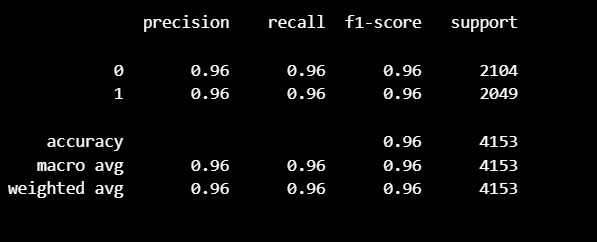 precision recall f1-score support
0 0.96 0.96 0.96 2104
1 0.96 0.96 0.96 2049
accuracy 0.96 4153
macro avg 0.96 0.96 0.96 4153
weighted avg 0.96 0.96 0.96 4153